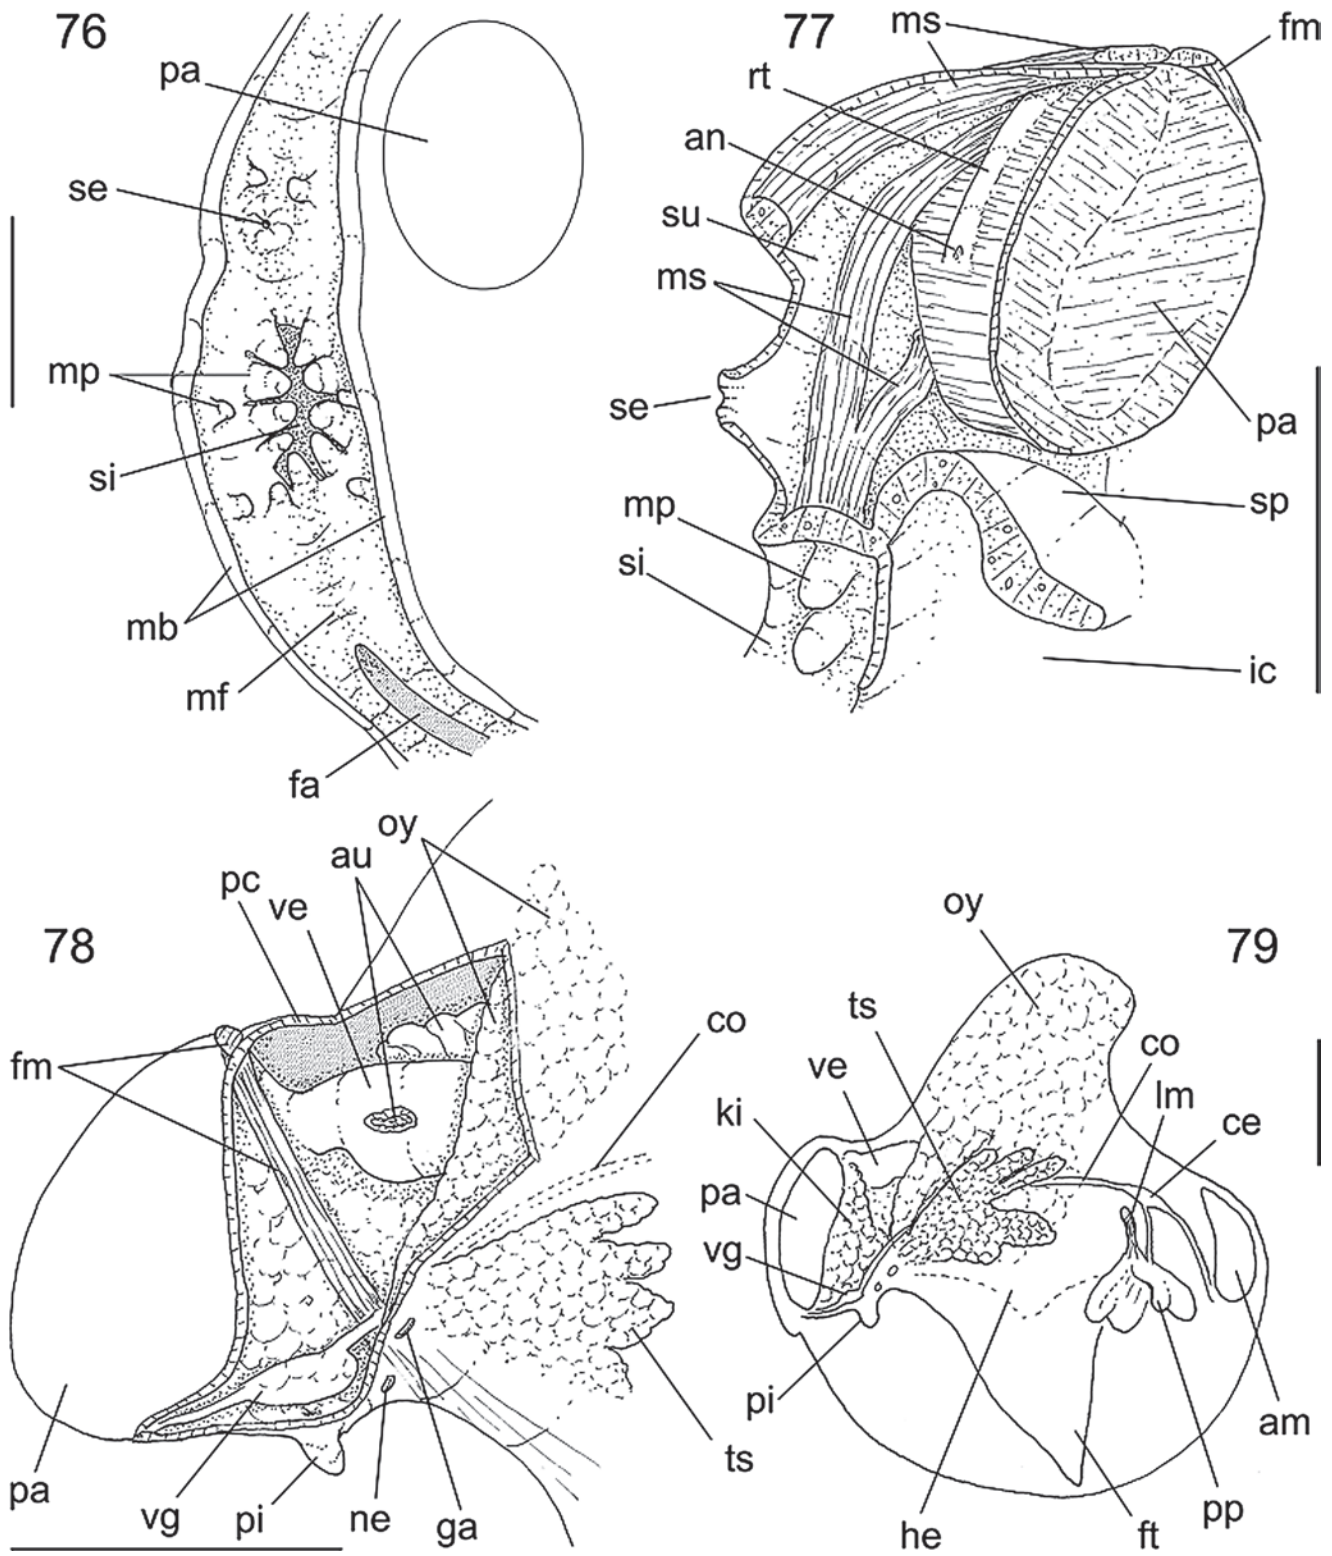 76
pa
se
mp
si
mb
mf
fa
77
ms
fm
rt
an
su
ms
se
mp
si
pa
sp
ic
78
oy
au
pc
ve
fm
co
pa
vg
pi
ne
ga
ts
79
oy
ts
co
ve
lm
ki
ce
pa
vg
pi
am
he
ft
pp